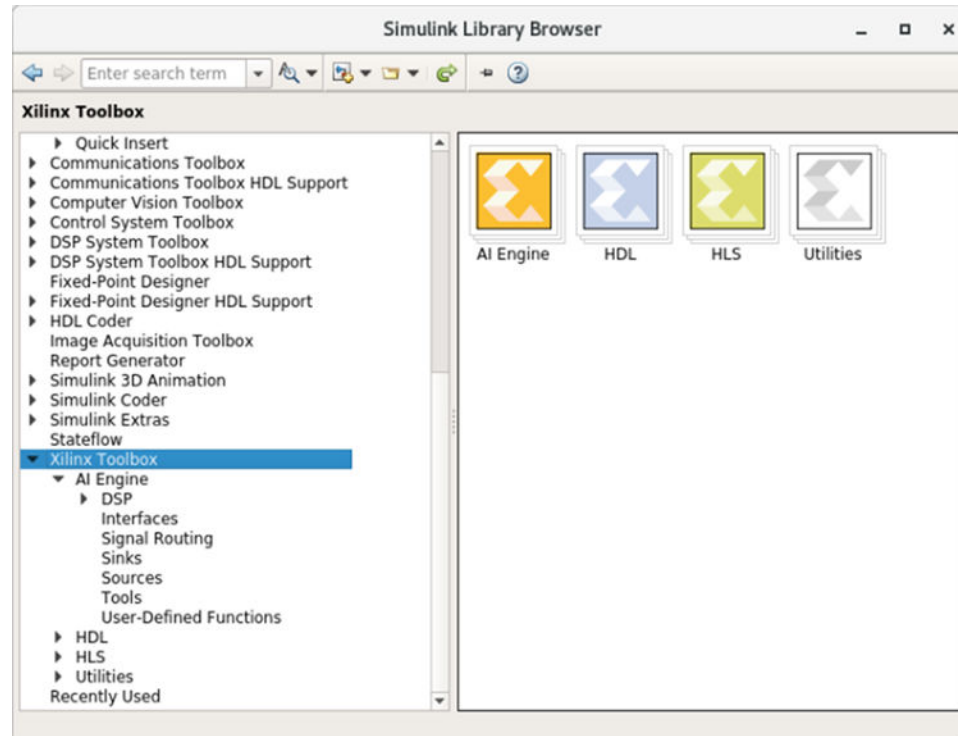 Simulink Library Browser
Enter search term
Xilinx Toolbox
Quick Insert
Communications Toolbox
Communications Toolbox HDL Support
Computer Vision Toolbox
Control System Toolbox
DSP System Toolbox
DSP System Toolbox HDL Support
Fixed-Point Designer
Fixed-Point Designer HDL Support
HDL Coder
Image Acquisition Toolbox
Report Generator
Simulink 3D Animation
Simulink Coder
Simulink Extras
Stateflow
Xilinx Toolbox
AI Engine
DSP
Interfaces
Signal Routing
Sinks
Sources
Tools
User-Defined Functions
HDL
HLS
Utilities
Recently Used
AI Engine HDL HLS Utilities